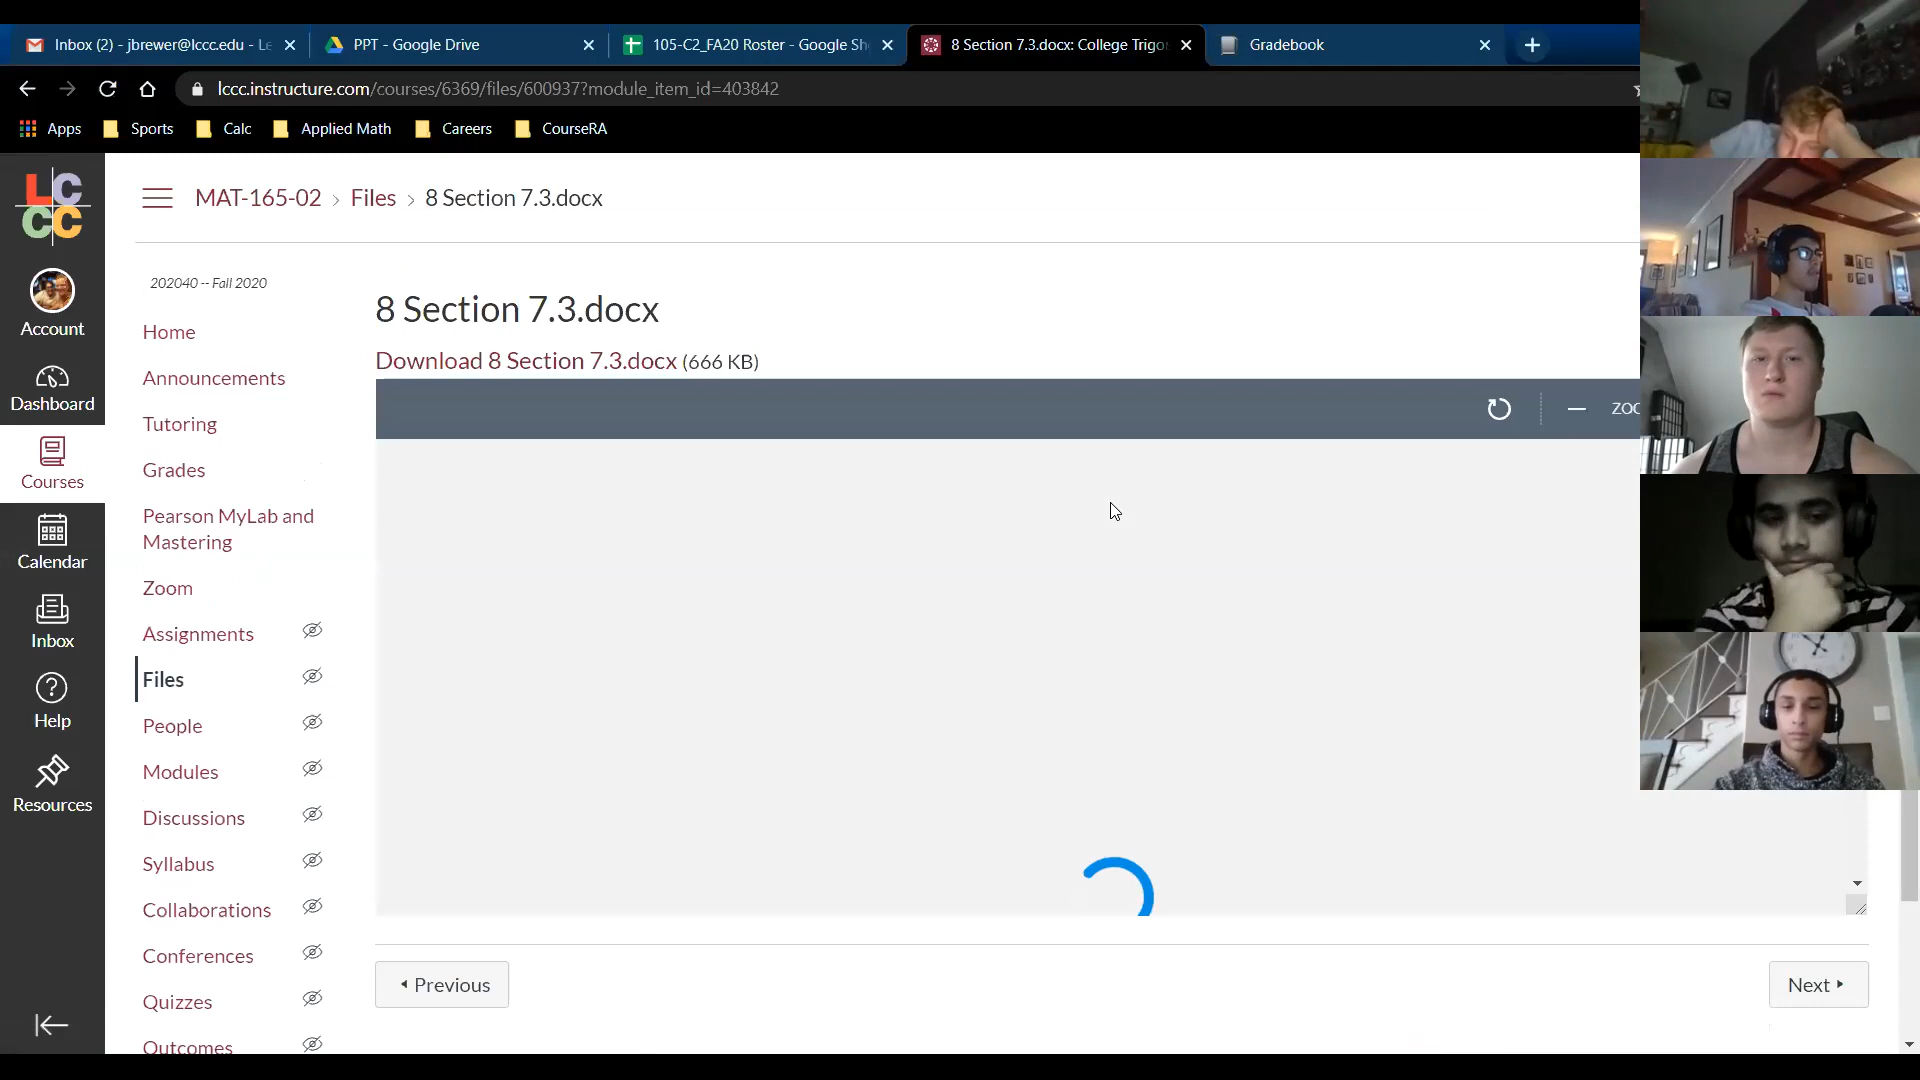 Inbox (2) - jbrewer@lccc.edu - Le
PPT - Google Drive
105-C2_FA20 Roster - Google She
8 Section 7.3.docx: College Trigo
Gradebook
lccc.instructure.com/courses/6369/files/600937?module_item_id=403842
Apps
Sports
Calc
Applied Math
Careers
CourseRA
LCCC
Account
Dashboard
Courses
Calendar
Inbox
Help
Resources
MAT-165-02 › Files › 8 Section 7.3.docx
202040 -- Fall 2020
Home
Announcements
Tutoring
Grades
Pearson MyLab and
Mastering
Zoom
Assignments
Files
People
Modules
Discussions
Syllabus
Collaborations
Conferences
Quizzes
Outcomes
8 Section 7.3.docx
Download 8 Section 7.3.docx (666 KB)
ZOO
Previous
Next